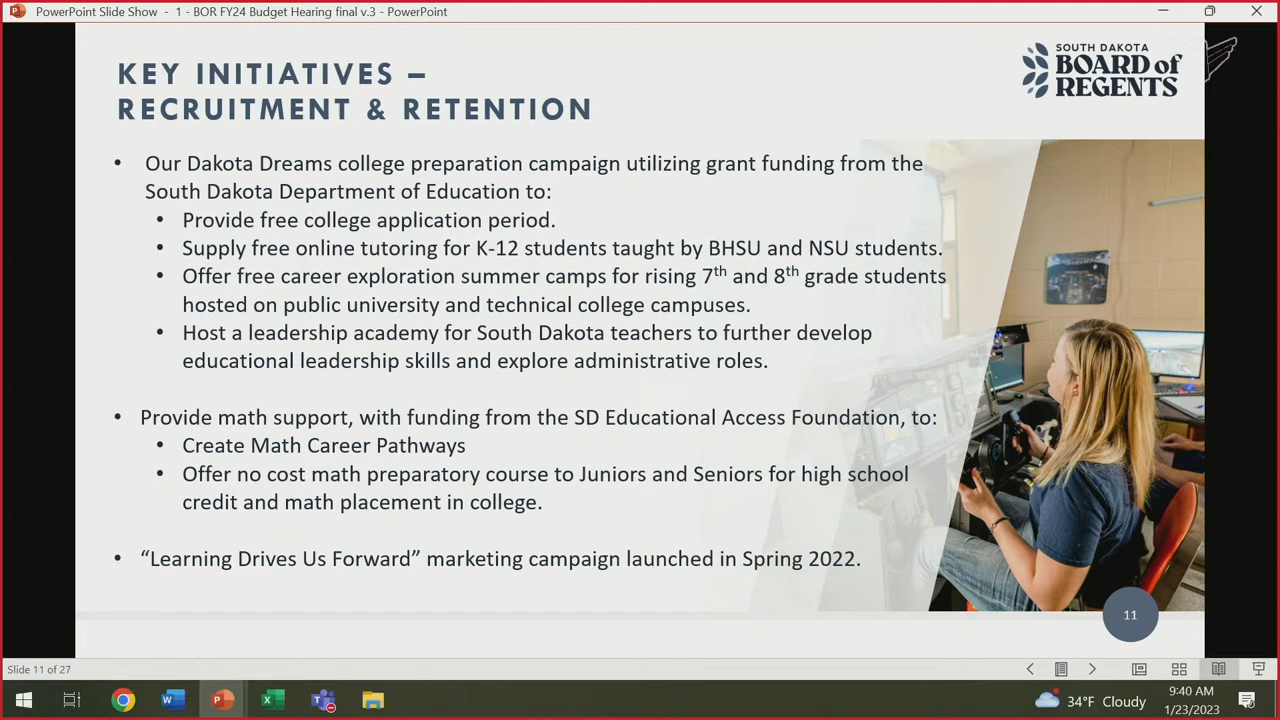 PowerPoint Slide Show - 1 - BOR FY24 Budget Hearing final v.3 - PowerPoint
KEY INITIATIVES –
RECRUITMENT & RETENTION
SOUTH DAKOTA
BOARD of
REGENTS
• Our Dakota Dreams college preparation campaign utilizing grant funding from the
South Dakota Department of Education to:
• Provide free college application period.
• Supply free online tutoring for K-12 students taught by BHSU and NSU students.
• Offer free career exploration summer camps for rising 7th and 8th grade students
hosted on public university and technical college campuses.
• Host a leadership academy for South Dakota teachers to further develop
educational leadership skills and explore administrative roles.
• Provide math support, with funding from the SD Educational Access Foundation, to:
• Create Math Career Pathways
• Offer no cost math preparatory course to Juniors and Seniors for high school
credit and math placement in college.
• “Learning Drives Us Forward” marketing campaign launched in Spring 2022.
11
Slide 11 of 27
34°F Cloudy
9:40 AM
1/23/2023